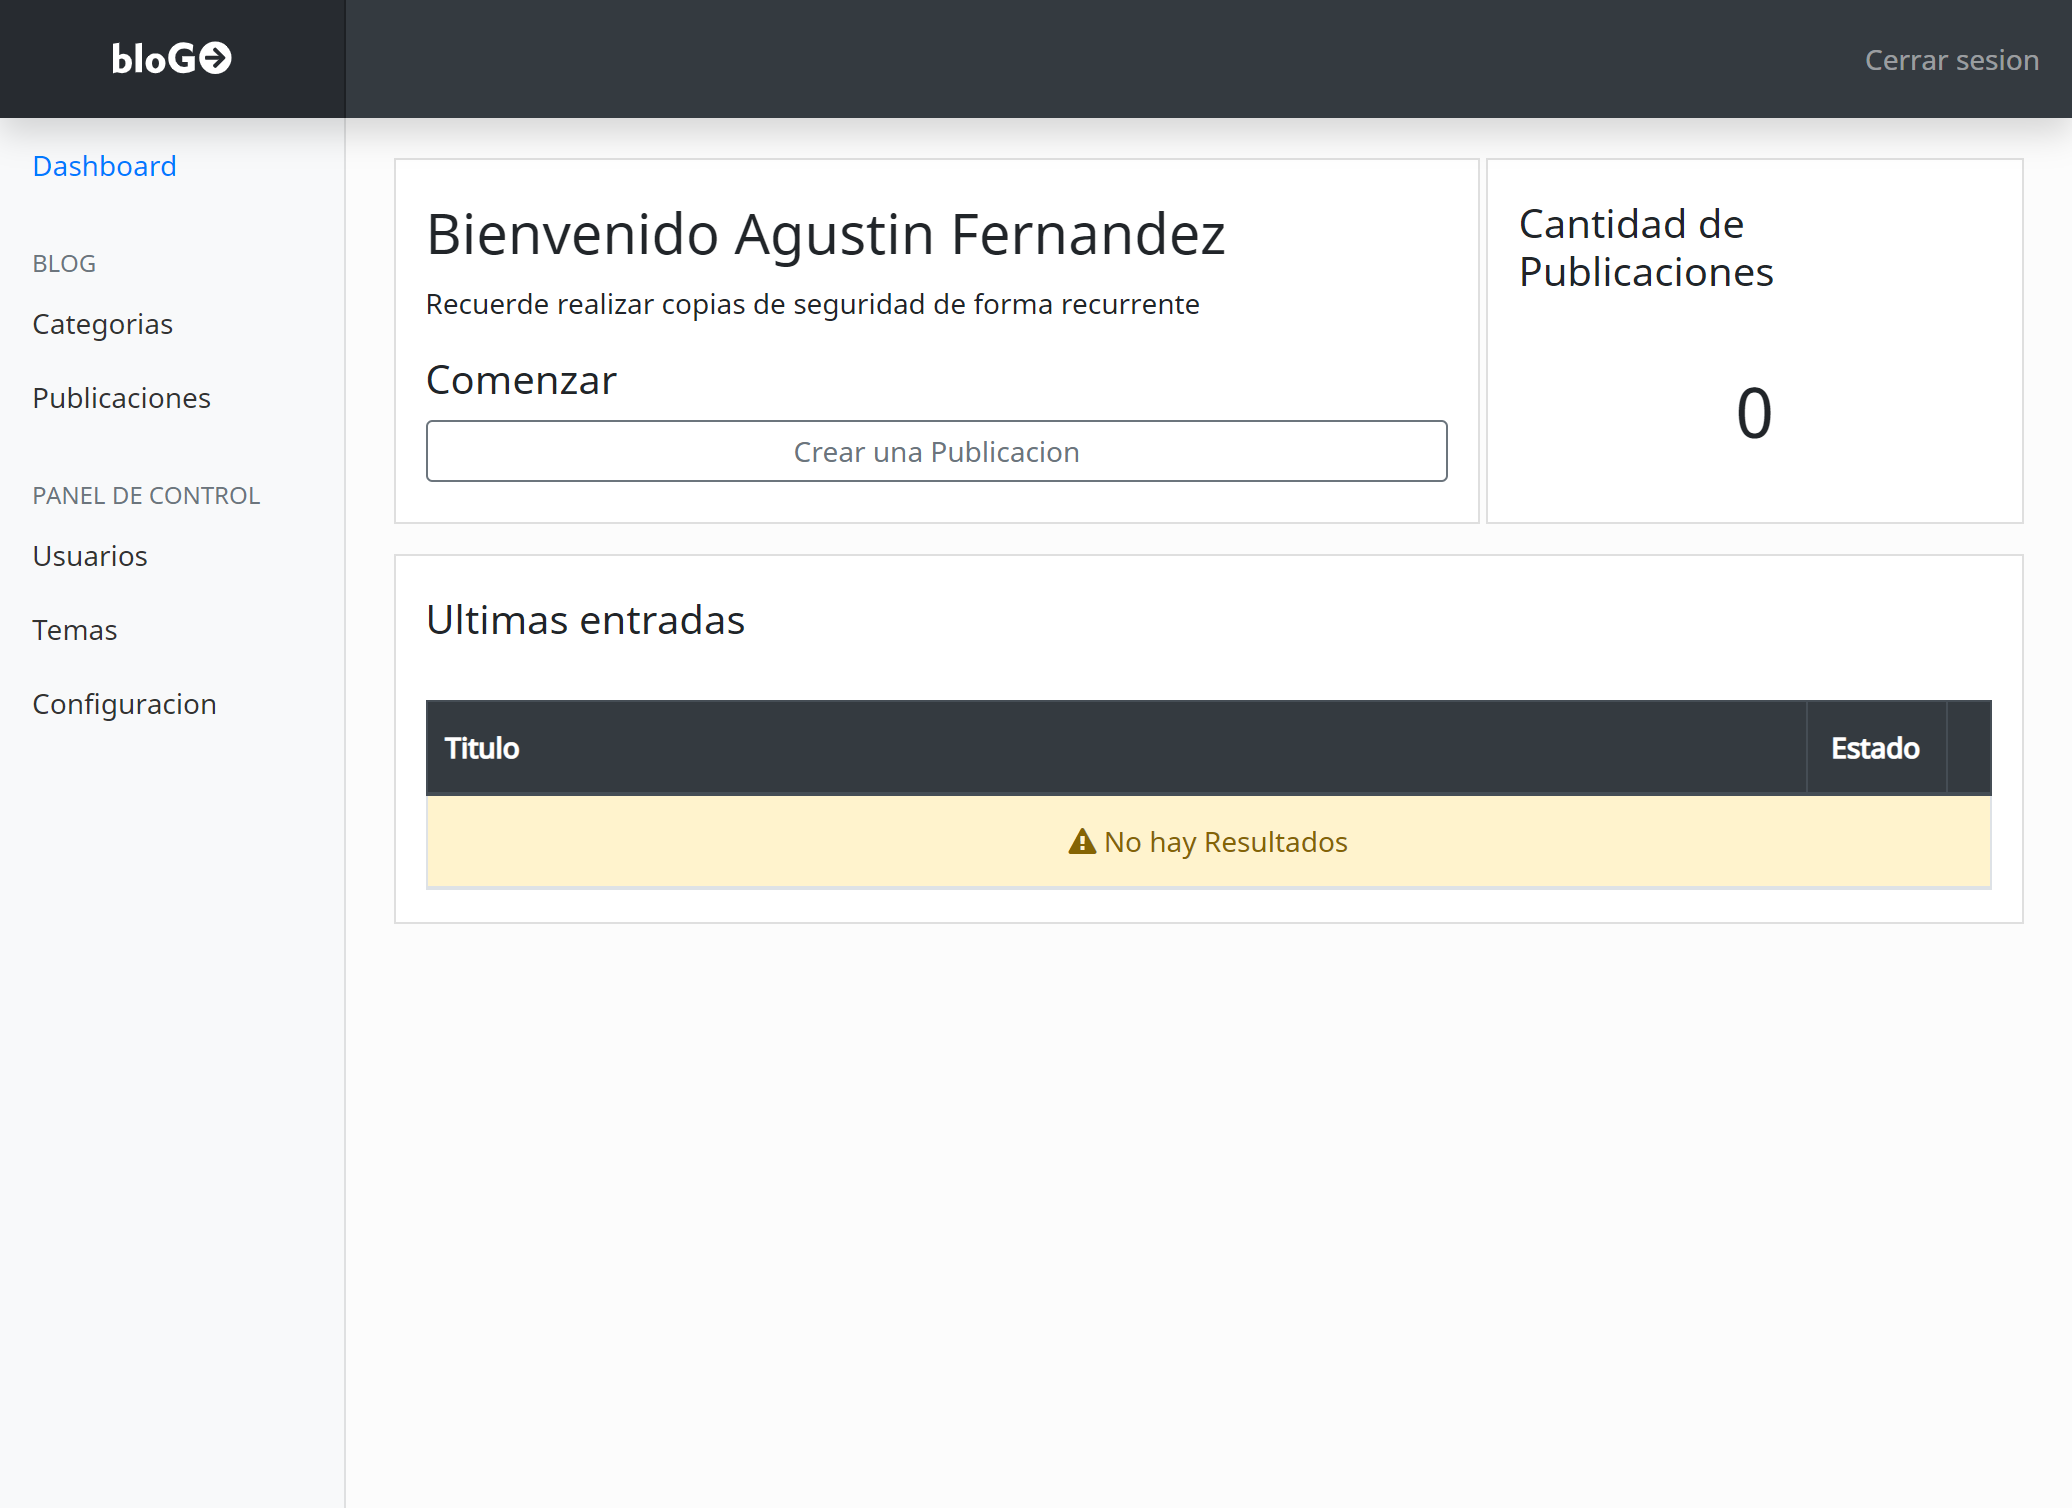 bloG
Cerrar sesion
Dashboard
BLOG
Categorias
Publicaciones
PANEL DE CONTROL
Usuarios
Temas
Configuracion
Bienvenido Agustin Fernandez
Recuerde realizar copias de seguridad de forma recurrente
Comenzar
Crear una Publicacion
Cantidad de
Publicaciones
0
Ultimas entradas
Titulo Estado
No hay Resultados